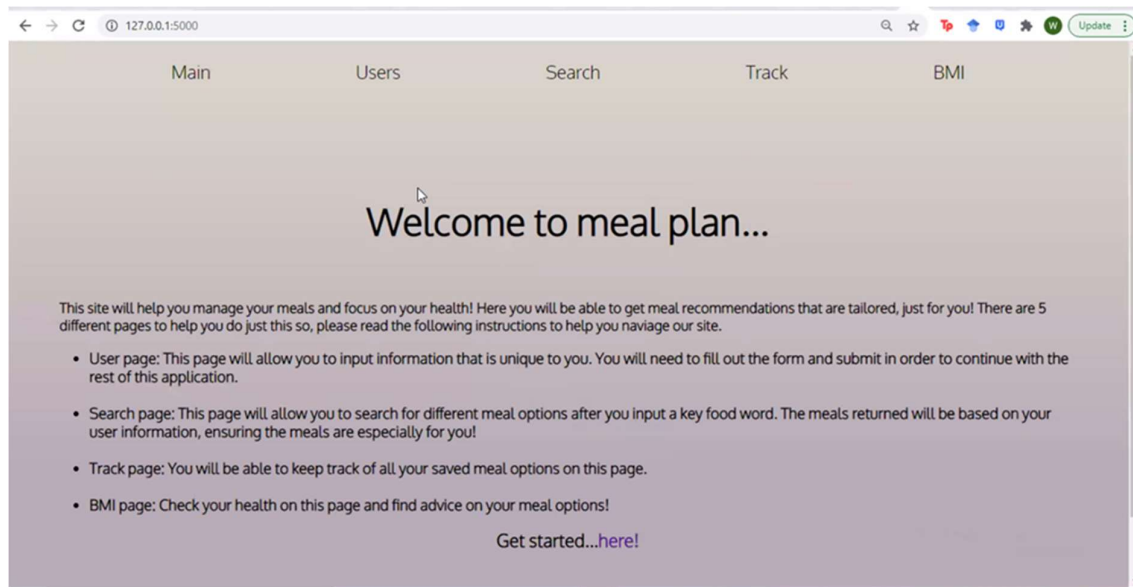 127.0.0.1:5000
Tp
W
Update
Main Users Search Track BMI
Welcome to meal plan...
This site will help you manage your meals and focus on your health! Here you will be able to get meal recommendations that are tailored, just for you! There are 5
different pages to help you do just this so, please read the following instructions to help you naviage our site.
• User page: This page will allow you to input information that is unique to you. You will need to fill out the form and submit in order to continue with the
rest of this application.
• Search page: This page will allow you to search for different meal options after you input a key food word. The meals returned will be based on your
user information, ensuring the meals are especially for you!
• Track page: You will be able to keep track of all your saved meal options on this page.
• BMI page: Check your health on this page and find advice on your meal options!
Get started...here!